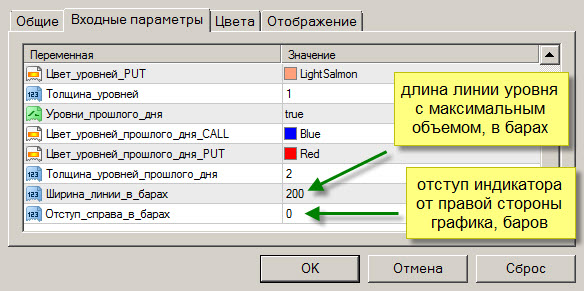 Общие Входные параметры Цвета Отображение
Переменная Значение
Цвет_уровней_PUT LightSalmon
Толщина_уровней 1
Уровни_прошлого_дня true
Цвет_уровней_прошлого_дня_CALL Blue
Цвет_уровней_прошлого_дня_PUT Red
Толщина_уровней_прошлого_дня 2
Ширина_линии_в_барах 200
Отступ_справа_в_барах 0
длина линии уровня
с максимальным
объемом, в барах
отступ индикатора
от правой стороны
графика, баров
OK Отмена Сброс